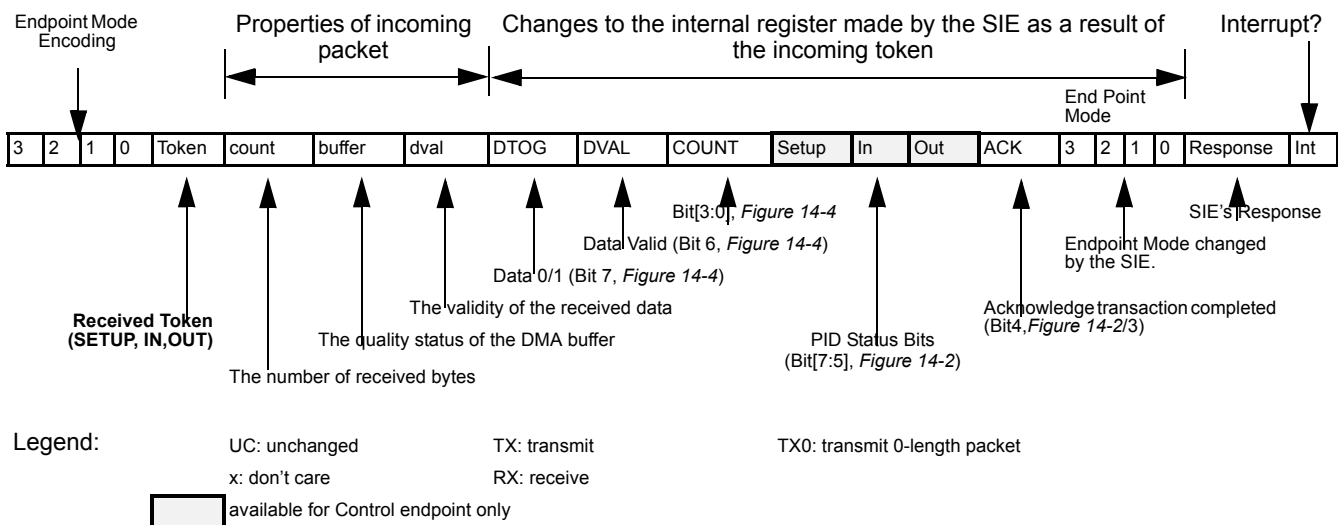 Endpoint Mode
Encoding
Properties of incoming
packet
Changes to the internal register made by the SIE as a result of
the incoming token
Interrupt?
End Point
Mode
3 2 1 0 Token count buffer dval DTOG DVAL COUNT Setup In Out ACK 3 2 1 0 Response Int
Bit[3:0], Figure 14-4
SIE's Response
Data Valid (Bit 6, Figure 14-4)
Endpoint Mode changed
by the SIE.
Data 0/1 (Bit 7, Figure 14-4)
The validity of the received data
Acknowledge transaction completed
(Bit4,Figure 14-2/3)
Received Token
(SETUP, IN,OUT)
The quality status of the DMA buffer
PID Status Bits
(Bit[7:5], Figure 14-2)
The number of received bytes
Legend:
UC: unchanged
TX: transmit
TX0: transmit 0-length packet
x: don't care
RX: receive
available for Control endpoint only